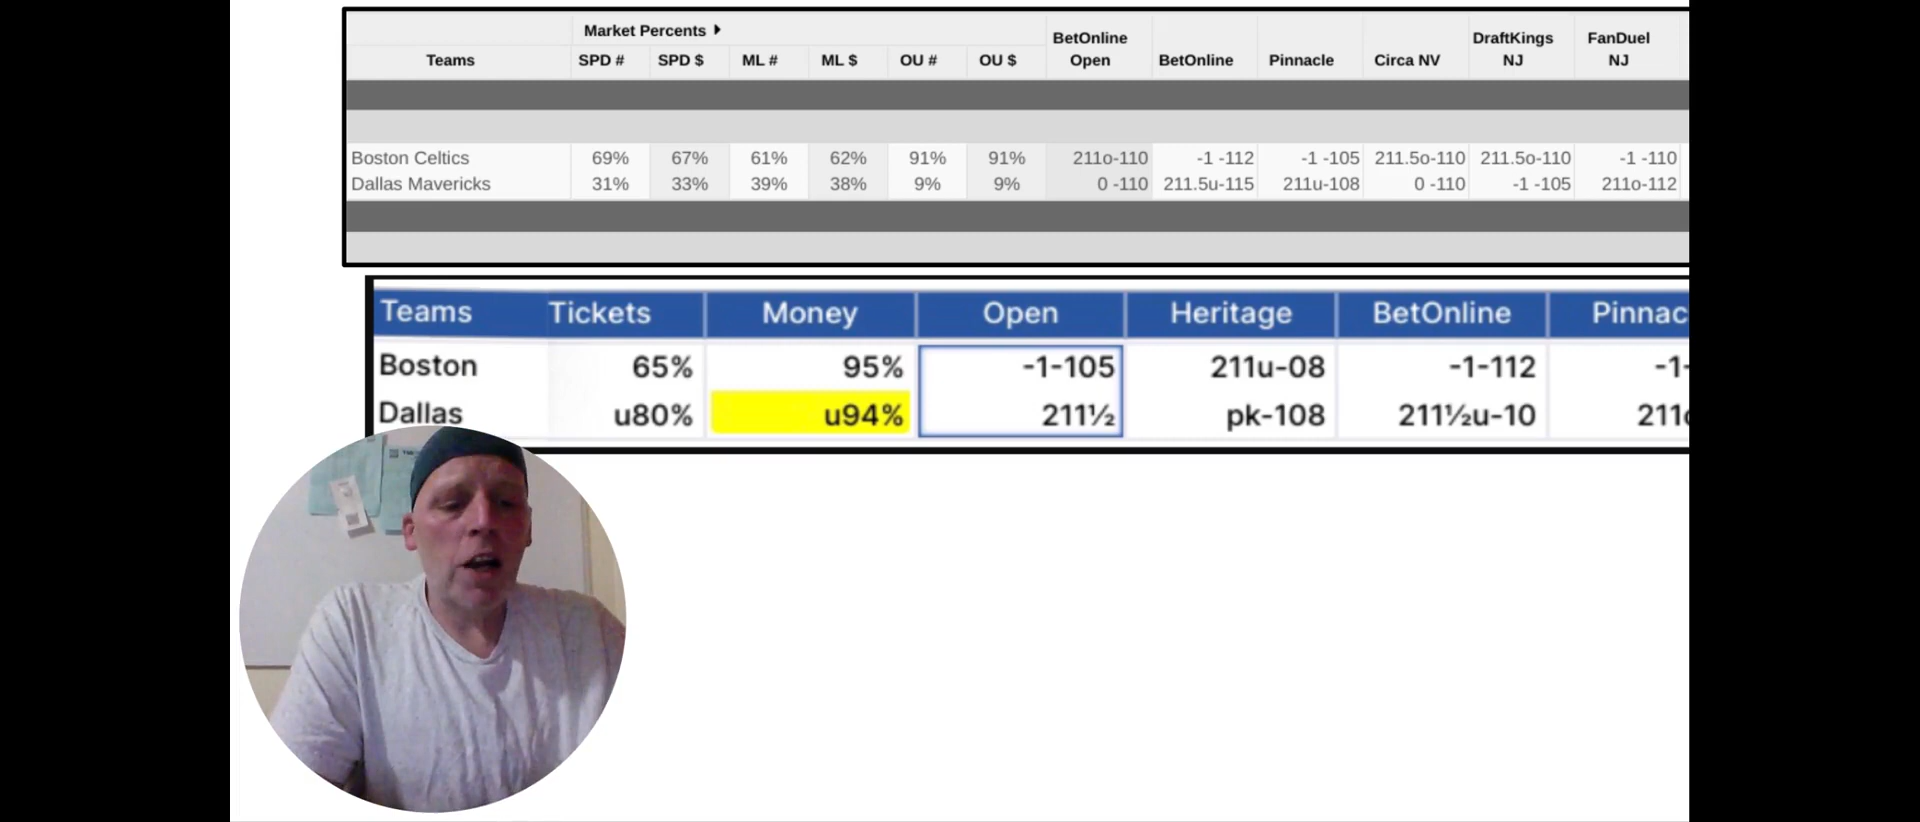 Market Percents
Teams SPD # SPD $ ML # ML $ OU # OU $ BetOnline Open BetOnline Pinnacle Circa NV DraftKings NJ FanDuel NJ
Boston Celtics 69% 67% 61% 62% 91% 91% 211o-110 -1 -112 -1 -105 211.5o-110 211.5o-110 -1 -110
Dallas Mavericks 31% 33% 39% 38% 9% 9% 0 -110 211.5u-115 211u-108 0 -110 -1 -105 211o-112
Teams Tickets Money Open Heritage BetOnline Pinnac
Boston 65% 95% -1-105 211u-08 -1-112 -1-
Dallas u80% u94% 211½ pk-108 211½u-10 211